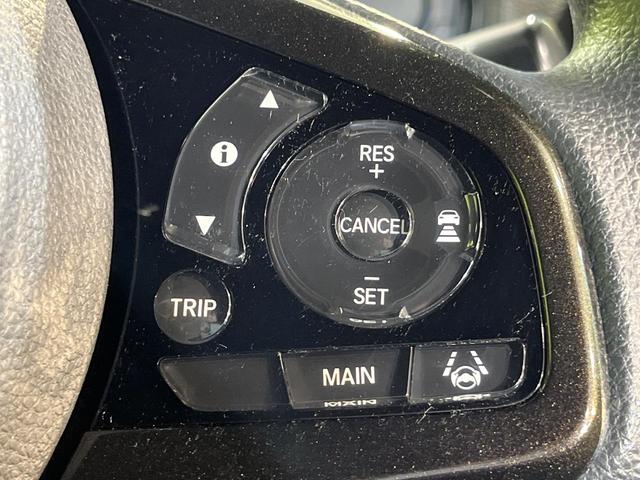 RES
+
CANCEL
-
SET
TRIP
MAIN